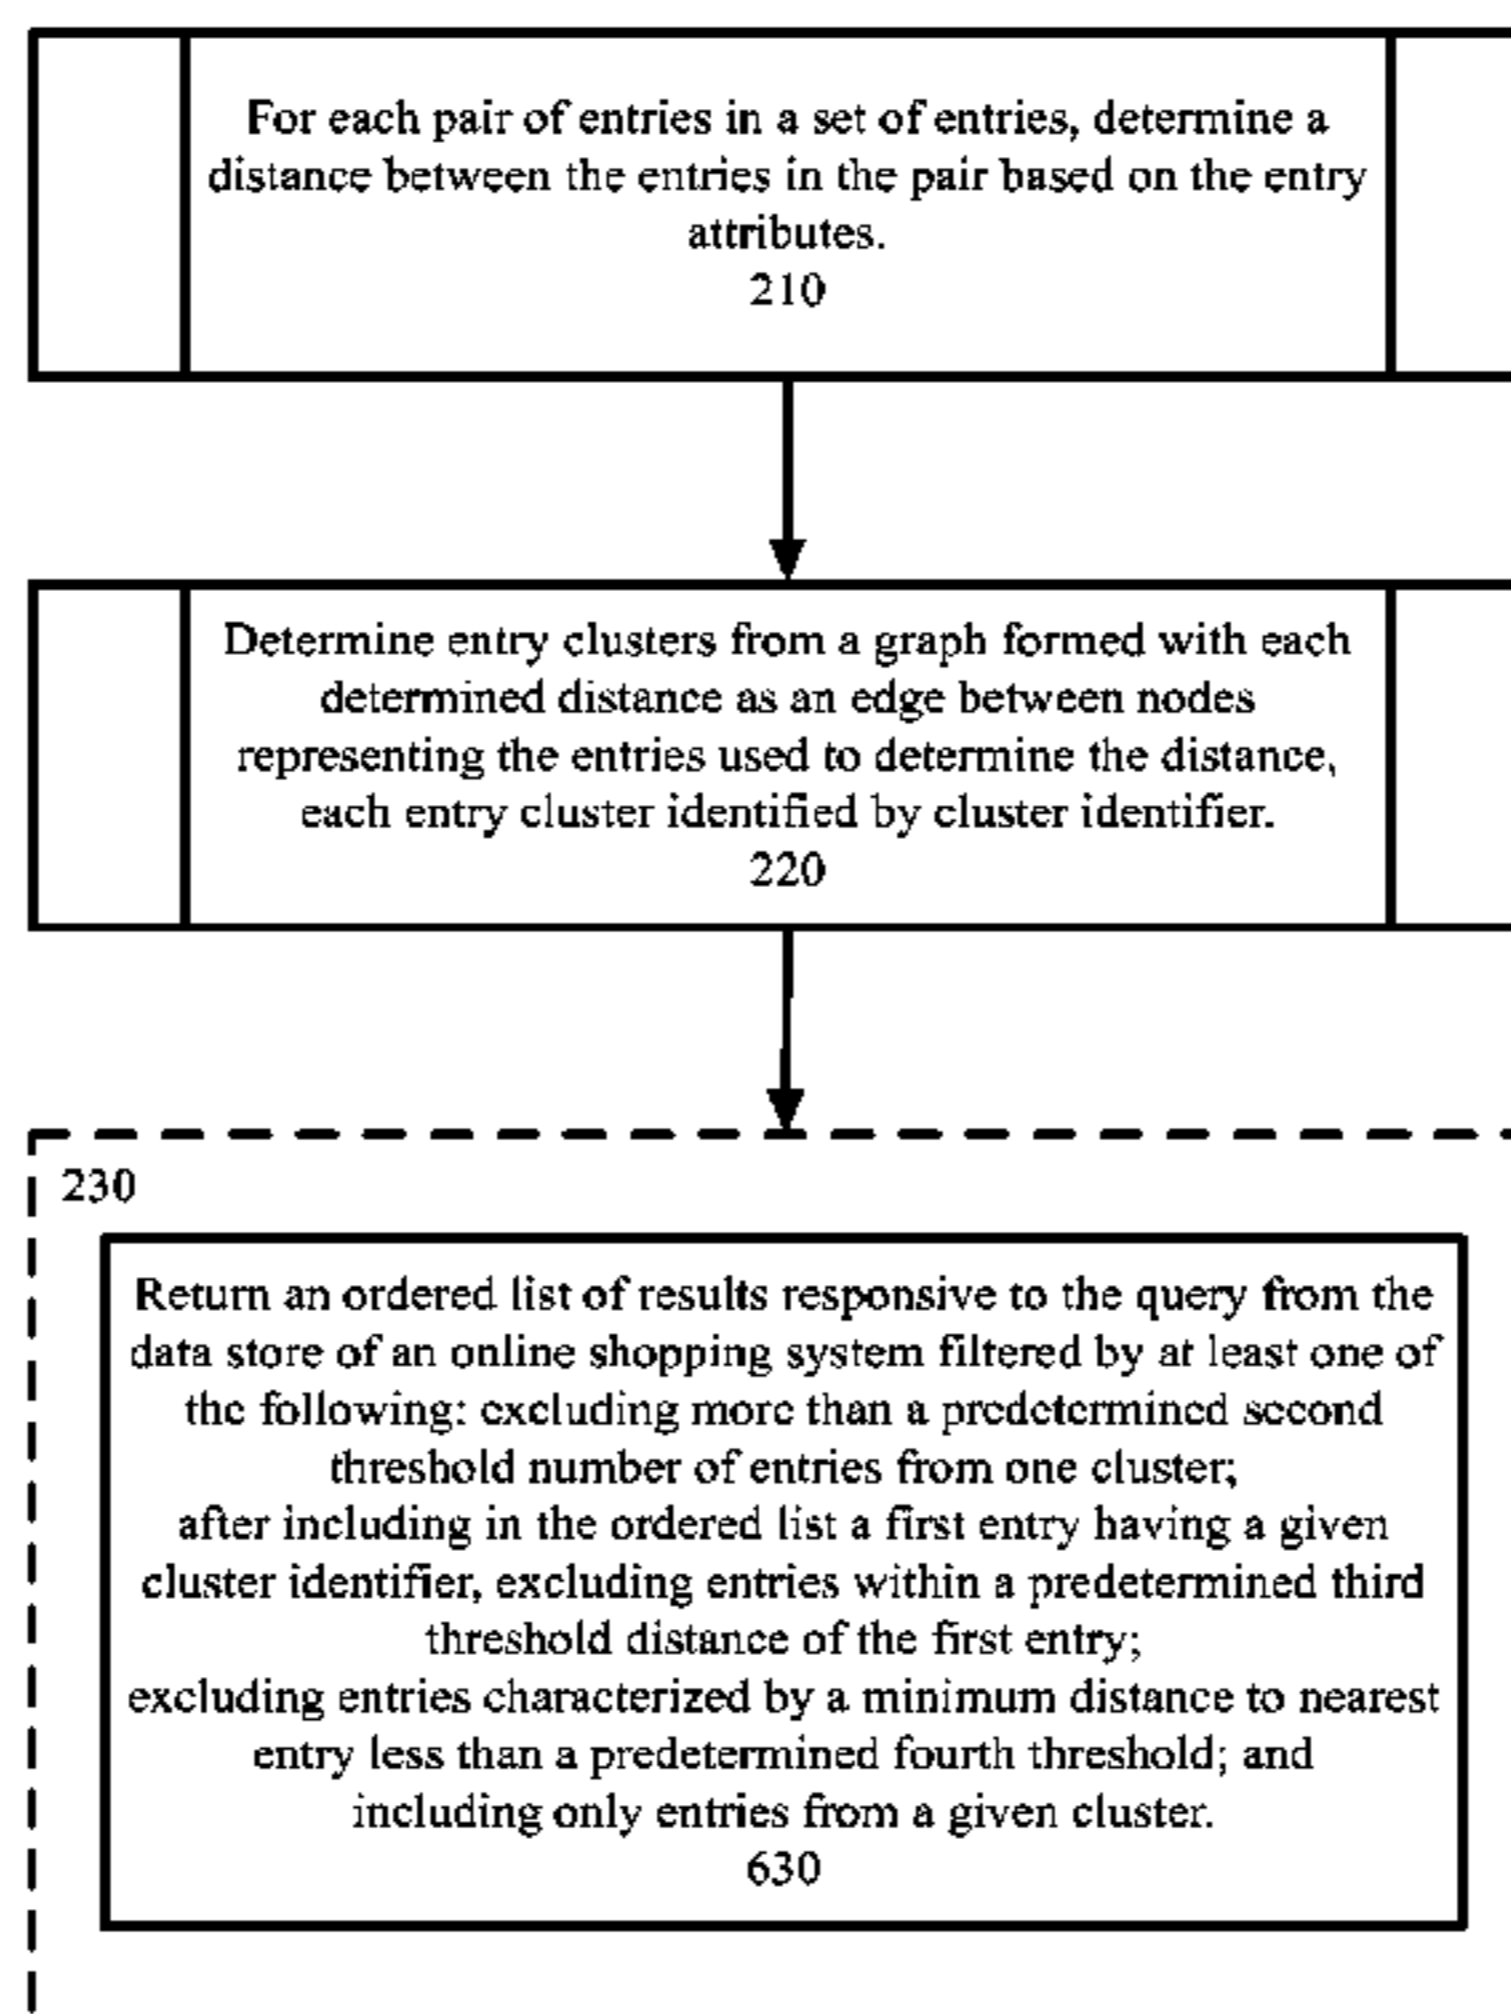 For each pair of entries in a set of entries, determine a
distance between the entries in the pair based on the entry
attributes.
210
Determine entry clusters from a graph formed with each
determined distance as an edge between nodes
representing the entries used to determine the distance,
each entry cluster identified by cluster identifier.
220
230
Return an ordered list of results responsive to the query from the
data store of an online shopping system filtered by at least one of
the following: excluding more than a predetermined second
threshold number of entries from one cluster;
after including in the ordered list a first entry having a given
cluster identifier, excluding entries within a predetermined third
threshold distance of the first entry;
excluding entries characterized by a minimum distance to nearest
entry less than a predetermined fourth threshold; and
including only entries from a given cluster.
630